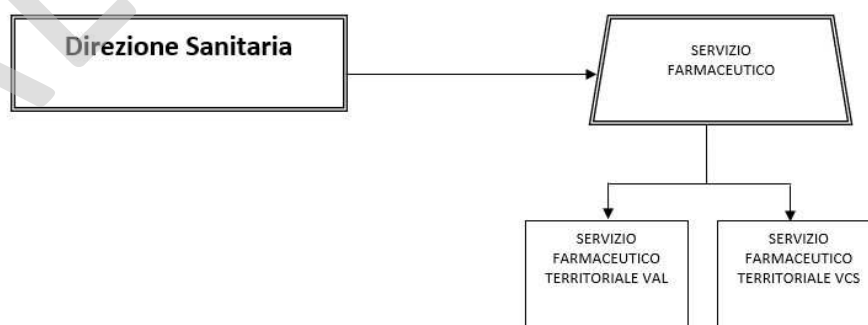 Direzione Sanitaria
SERVIZIO
FARMACEUTICO
SERVIZIO
FARMACEUTICO
TERRITORIALE VAL
SERVIZIO
FARMACEUTICO
TERRITORIALE VCS